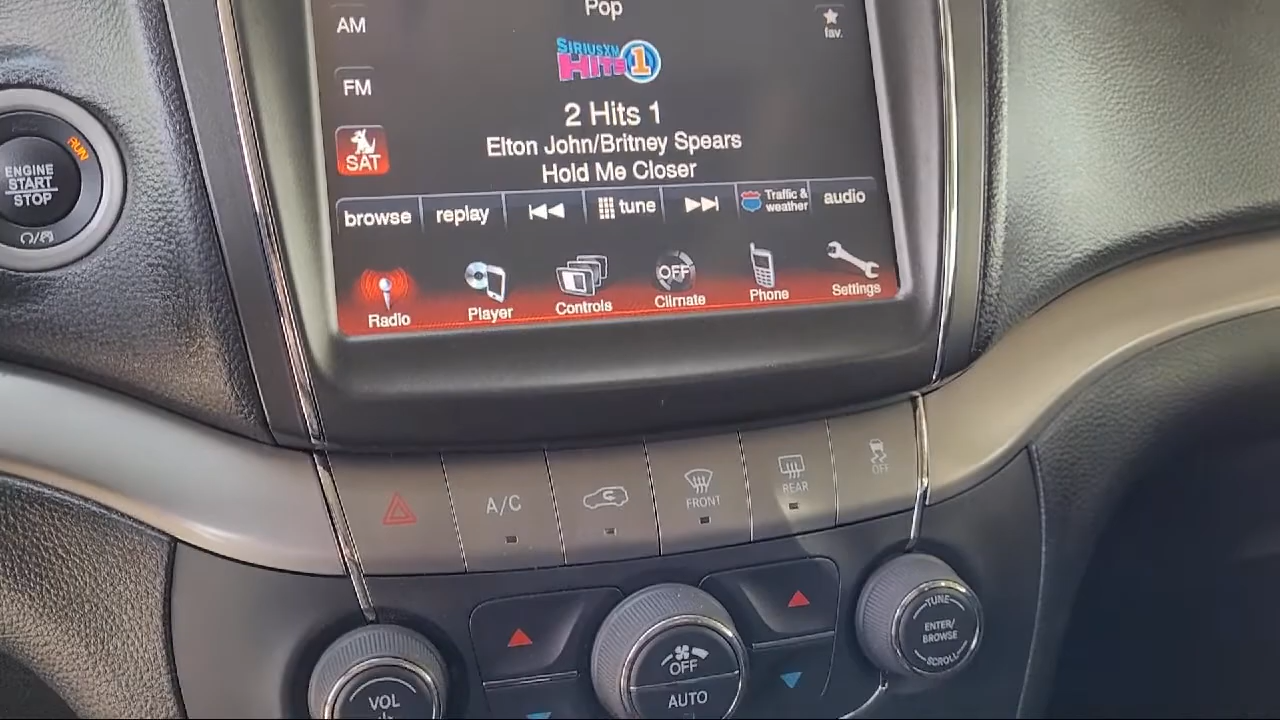 Pop
AM
fav.
SIRIUSXM
HITS 1
FM
2 Hits 1
SAT
Elton John/Britney Spears
Hold Me Closer
RUN
ENGINE
START
STOP
browse
replay
tune
Traffic &
weather
audio
OFF
Radio
Player
Controls
Climate
Phone
Settings
A/C
FRONT
REAR
OFF
VOL
OFF
AUTO
TUNE
ENTER/
BROWSE
SCROLL